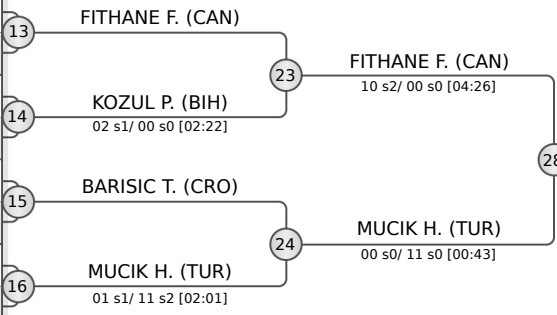 FITHANE F. (CAN)
13
FITHANE F. (CAN)
23
10 s2/ 00 s0 [04:26]
KOZUL P. (BIH)
14
02 s1/ 00 s0 [02:22]
28
BARISIC T. (CRO)
15
MUCIK H. (TUR)
24
00 s0/ 11 s0 [00:43]
MUCIK H. (TUR)
16
01 s1/ 11 s2 [02:01]